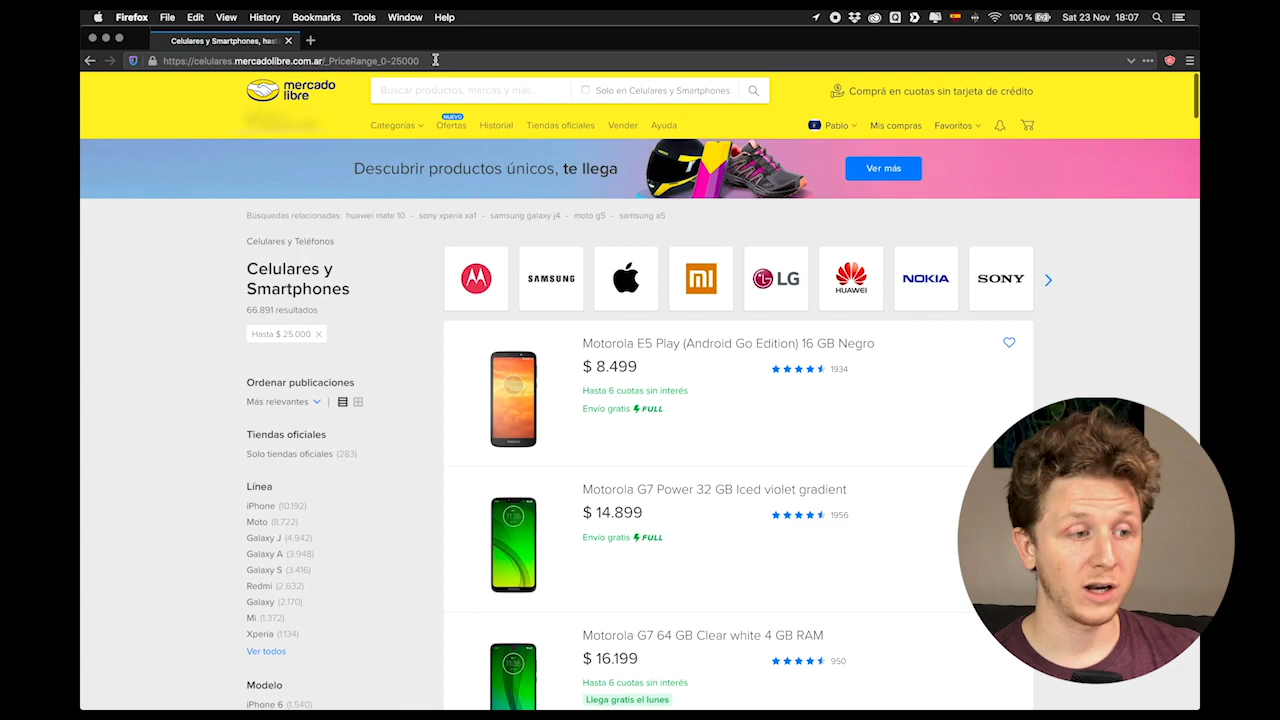 Firefox File Edit View History Bookmarks Tools Window Help 100 % Sat 23 Nov 18:07
Celulares y Smartphones, hast
https://celulares.mercadolibre.com.ar/_PriceRange_0-25000
mercado libre
Buscar productos, marcas y más...
Solo en Celulares y Smartphones
Comprá en cuotas sin tarjeta de crédito
NUEVO
Categorías Ofertas Historial Tiendas oficiales Vender Ayuda
Pablo Mis compras Favoritos
Descubrir productos únicos, te llega
Ver más
Búsquedas relacionadas: huawei mate 10 - sony xperia xa1 - samsung galaxy j4 - moto g5 - samsung a5
Celulares y Teléfonos
Celulares y
Smartphones
66.891 resultados
Hasta $ 25.000
Ordenar publicaciones
Más relevantes
Tiendas oficiales
Solo tiendas oficiales (283)
Línea
iPhone (10.192)
Moto (8.722)
Galaxy J (4.942)
Galaxy A (3.948)
Galaxy S (3.416)
Redmi (2.632)
Galaxy (2.170)
Mi (1.372)
Xperia (1.134)
Ver todos
Modelo
iPhone 6 (1.540)
SAMSUNG
MI
LG
HUAWEI
NOKIA
SONY
Motorola E5 Play (Android Go Edition) 16 GB Negro
$ 8.499
1934
Hasta 6 cuotas sin interés
Envío gratis FULL
Motorola G7 Power 32 GB Iced violet gradient
$ 14.899
1956
Envío gratis FULL
Motorola G7 64 GB Clear white 4 GB RAM
$ 16.199
950
Hasta 6 cuotas sin interés
Llega gratis el lunes